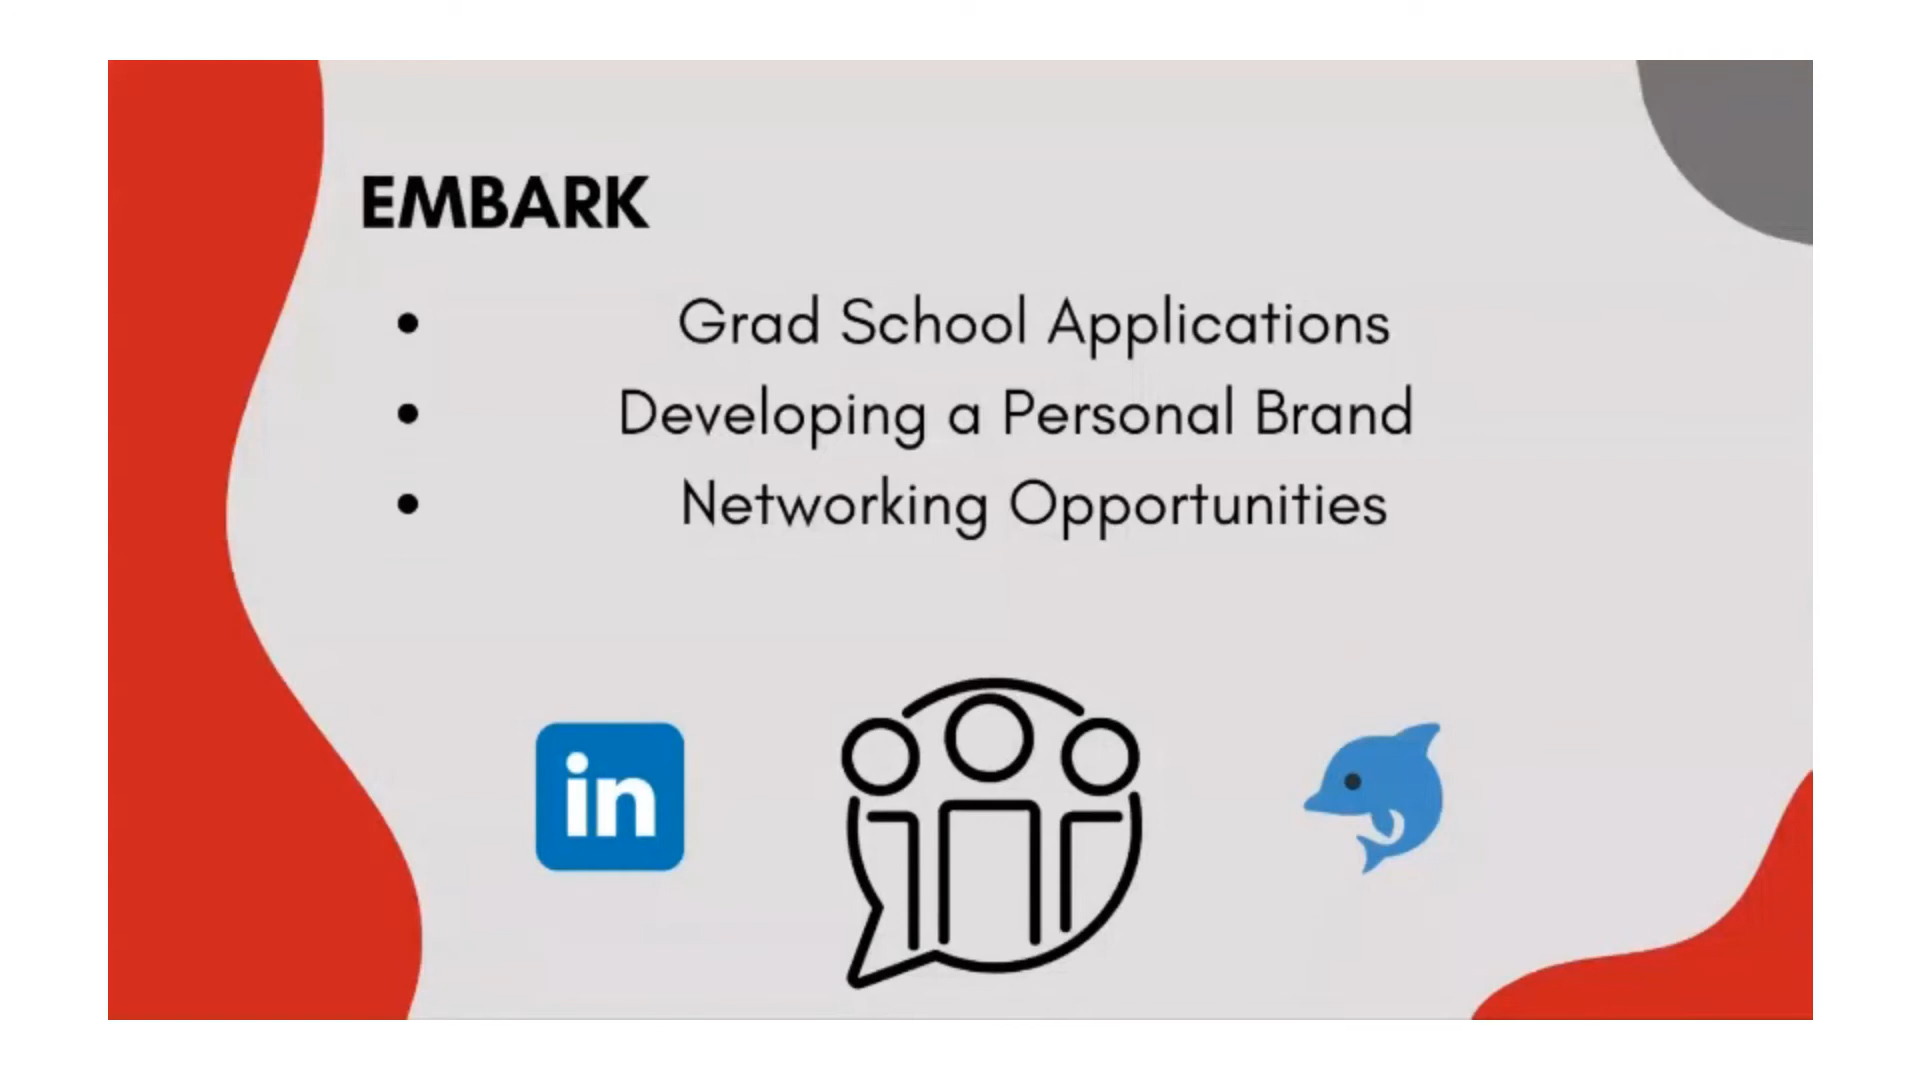 EMBARK
• Grad School Applications
• Developing a Personal Brand
• Networking Opportunities
in